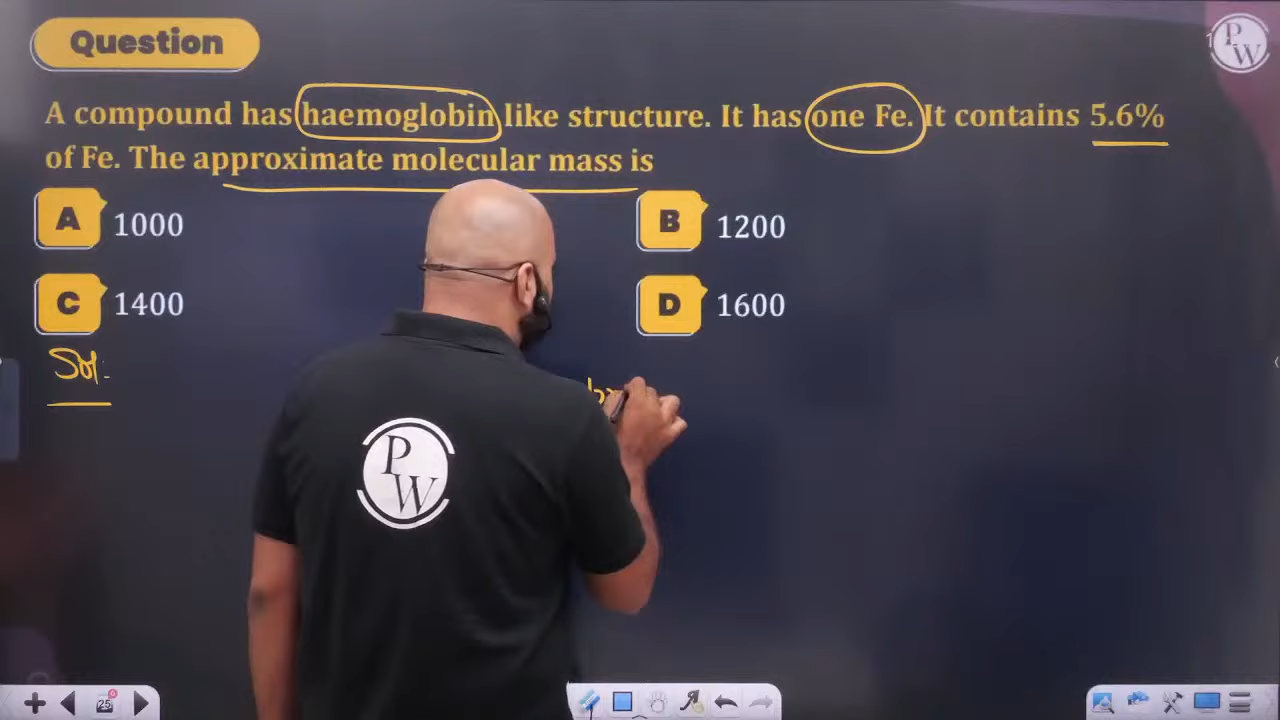 Question
P
W
A compound has haemoglobin like structure. It has one Fe. It contains 5.6%
of Fe. The approximate molecular mass is
A 1000
B 1200
C 1400
D 1600
Sol:
P
W
25